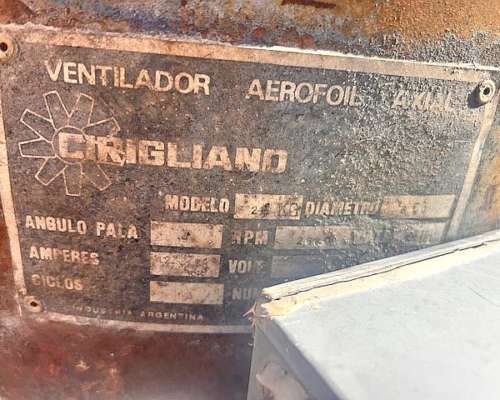 VENTILADOR AEROFOIL AXIAL
CIRIGLIANO
MODELO DIAMETRO
ANGULO PALA RPM
AMPERES VOLT
CICLOS
INDUSTRIA ARGENTINA